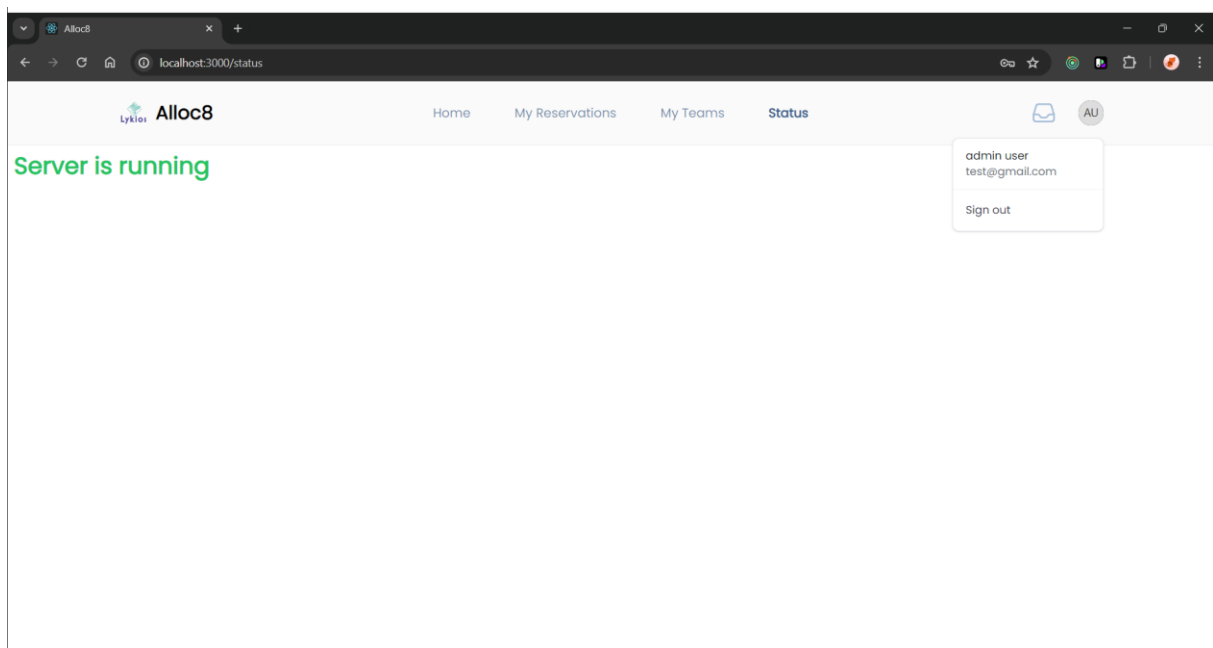 Alloc8
localhost:3000/status
Lykios Alloc8 Home My Reservations My Teams Status AU
Server is running
admin user
test@gmail.com
Sign out